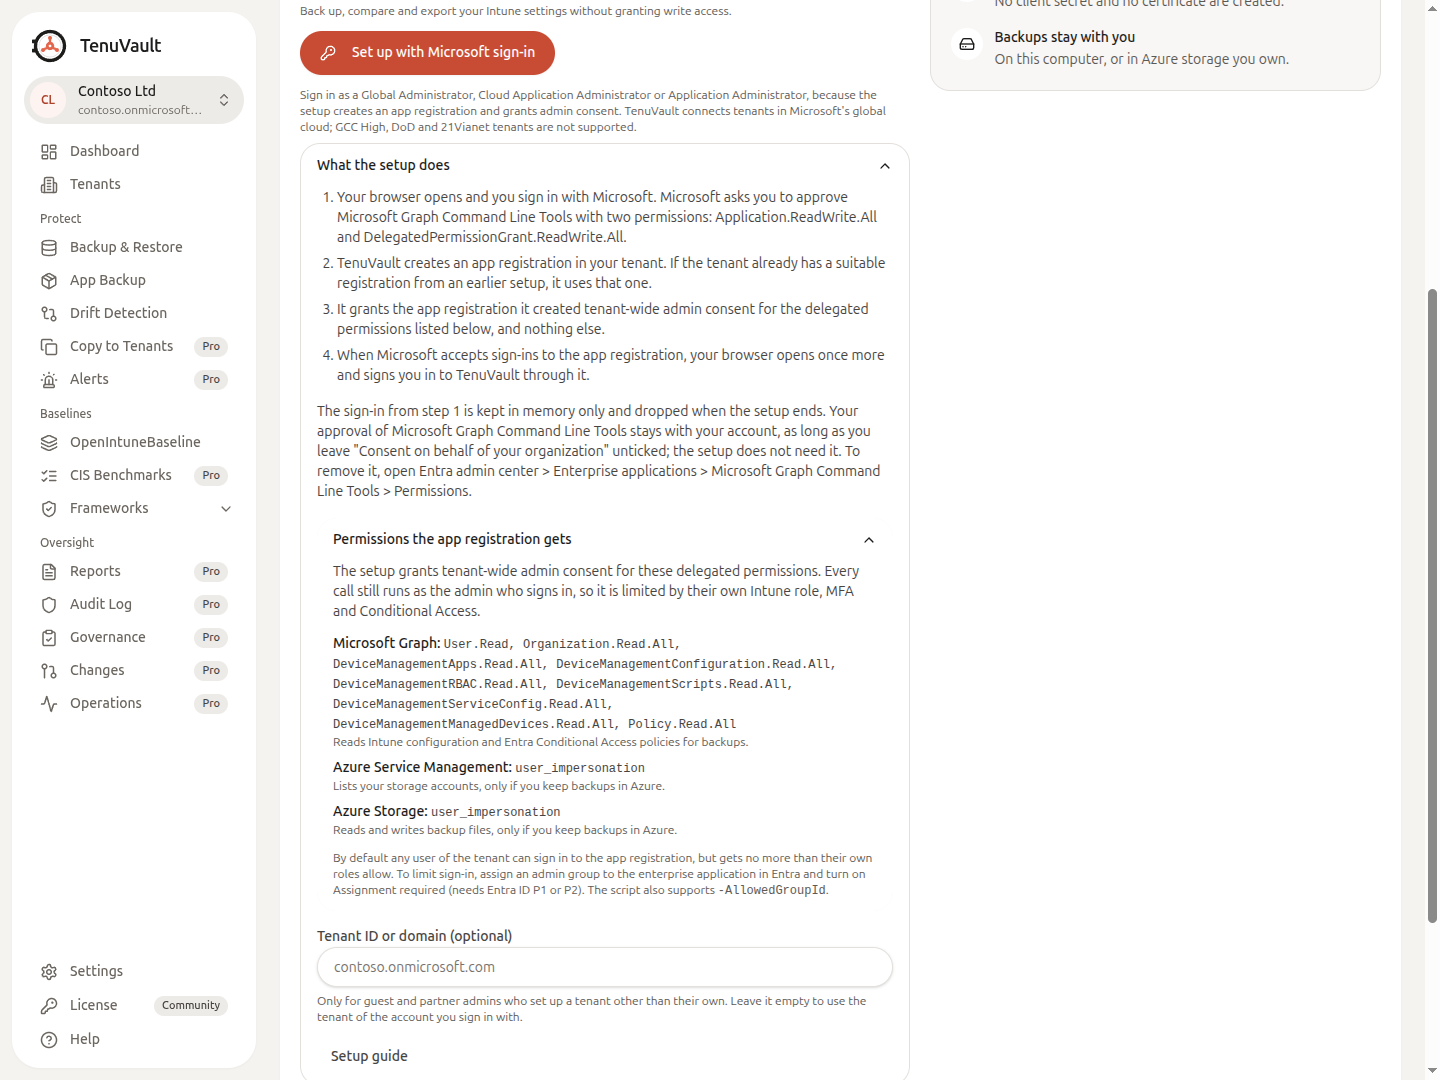 TenuVault
CL
Contoso Ltd
contoso.onmicrosoft...
Dashboard
Tenants
Protect
Backup & Restore
App Backup
Drift Detection
Copy to Tenants Pro
Alerts Pro
Baselines
OpenIntuneBaseline
CIS Benchmarks Pro
Frameworks
Oversight
Reports Pro
Audit Log Pro
Governance Pro
Changes Pro
Operations Pro
Settings
License Community
Help
Back up, compare and export your Intune settings without granting write access.
Set up with Microsoft sign-in
Sign in as a Global Administrator, Cloud Application Administrator or Application Administrator, because the
setup creates an app registration and grants admin consent. TenuVault connects tenants in Microsoft's global
cloud; GCC High, DoD and 21Vianet tenants are not supported.
What the setup does
1. Your browser opens and you sign in with Microsoft. Microsoft asks you to approve
Microsoft Graph Command Line Tools with two permissions: Application.ReadWrite.All
and DelegatedPermissionGrant.ReadWrite.All.
2. TenuVault creates an app registration in your tenant. If the tenant already has a suitable
registration from an earlier setup, it uses that one.
3. It grants the app registration it created tenant-wide admin consent for the delegated
permissions listed below, and nothing else.
4. When Microsoft accepts sign-ins to the app registration, your browser opens once more
and signs you in to TenuVault through it.
The sign-in from step 1 is kept in memory only and dropped when the setup ends. Your
approval of Microsoft Graph Command Line Tools stays with your account, as long as you
leave "Consent on behalf of your organization" unticked; the setup does not need it. To
remove it, open Entra admin center > Enterprise applications > Microsoft Graph Command
Line Tools > Permissions.
Permissions the app registration gets
The setup grants tenant-wide admin consent for these delegated permissions. Every
call still runs as the admin who signs in, so it is limited by their own Intune role, MFA
and Conditional Access.
Microsoft Graph: User.Read, Organization.Read.All,
DeviceManagementApps.Read.All, DeviceManagementConfiguration.Read.All,
DeviceManagementRBAC.Read.All, DeviceManagementScripts.Read.All,
DeviceManagementServiceConfig.Read.All,
DeviceManagementManagedDevices.Read.All, Policy.Read.All
Reads Intune configuration and Entra Conditional Access policies for backups.
Azure Service Management: user_impersonation
Lists your storage accounts, only if you keep backups in Azure.
Azure Storage: user_impersonation
Reads and writes backup files, only if you keep backups in Azure.
By default any user of the tenant can sign in to the app registration, but gets no more than their own
roles allow. To limit sign-in, assign an admin group to the enterprise application in Entra and turn on
Assignment required (needs Entra ID P1 or P2). The script also supports -AllowedGroupId.
Tenant ID or domain (optional)
contoso.onmicrosoft.com
Only for guest and partner admins who set up a tenant other than their own. Leave it empty to use the
tenant of the account you sign in with.
Setup guide
No client secret and no certificate are created.
Backups stay with you
On this computer, or in Azure storage you own.